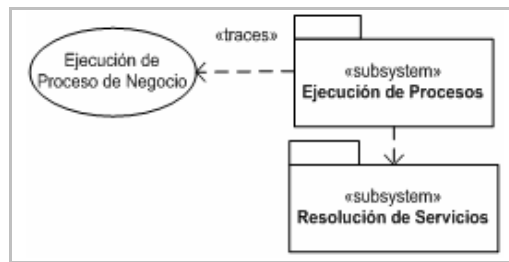 «traces»
Ejecución de
Proceso de Negocio
«subsystem»
Ejecución de Procesos
«subsystem»
Resolución de Servicios